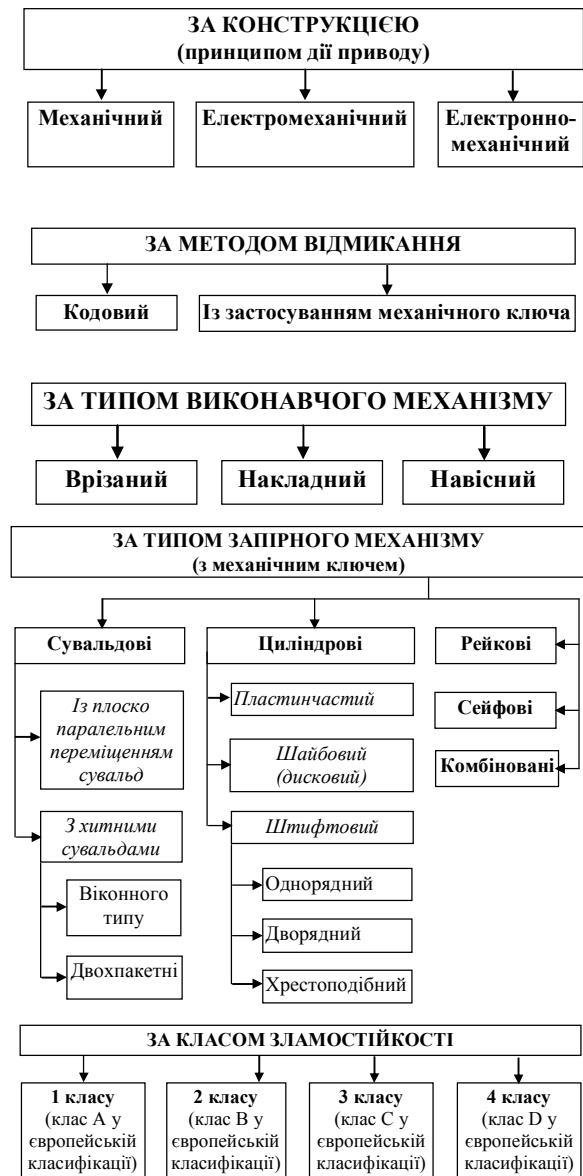 ЗА КОНСТРУКЦІЄЮ
(принципом дії приводу)
Механічний
Електромеханічний
Електронно-
механічний
ЗА МЕТОДОМ ВІДМИКАННЯ
Кодовий
Із застосуванням механічного ключа
ЗА ТИПОМ ВИКОНАВЧОГО МЕХАНІЗМУ
Врізаний
Накладний
Навісний
ЗА ТИПОМ ЗАПІРНОГО МЕХАНІЗМУ
(з механічним ключем)
Сувальдові
Із плоско
паралельним
переміщенням
сувальд
З хитними
сувальдами
Віконного
типу
Двохпакетні
Циліндрові
Пластинчастий
Шайбовий
(дисковий)
Штифтовий
Однорядний
Дворядний
Хрестоподібний
Рейкові
Сейфові
Комбіновані
ЗА КЛАСОМ ЗЛАМОСТІЙКОСТІ
1 класу
(клас А у
європейській
класифікації)
2 класу
(клас В у
європейській
класифікації)
3 класу
(клас С у
європейській
класифікації)
4 класу
(клас D у
європейській
класифікації)